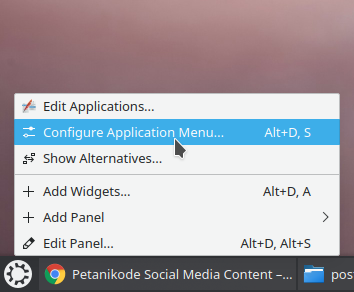 Edit Applications...
Configure Application Menu... Alt+D, S
Show Alternatives...
Add Widgets... Alt+D, A
Add Panel
Edit Panel... Alt+D, Alt+S
Petanikode Social Media Content –... post